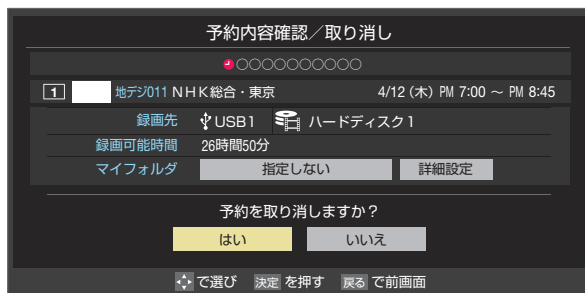 予約内容確認／取り消し
○○○○○○○○○○
1 地デジ011 NHK総合・東京 4/12 (木) PM 7:00 ～ PM 8:45
録画先 USB1 ハードディスク1
録画可能時間 26時間50分
マイフォルダ 指定しない 詳細設定
予約を取り消しますか？
はい いいえ
で選び 決定 を押す 戻る で前画面